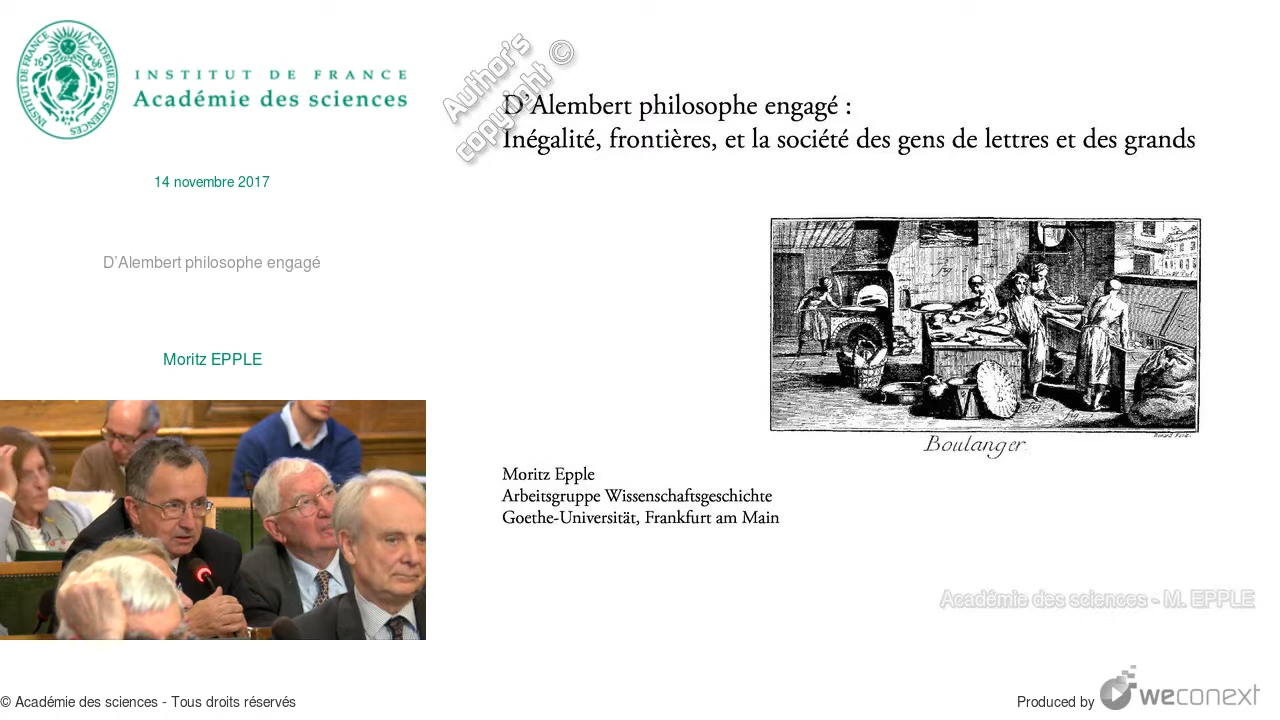 INSTITUT DE FRANCE
Académie des sciences
14 novembre 2017
D'Alembert philosophe engagé
Moritz EPPLE
Author's
copyright ©
D'Alembert philosophe engagé :
Inégalité, frontières, et la société des gens de lettres et des grands
Boulanger
Moritz Epple
Arbeitsgruppe Wissenschaftsgeschichte
Goethe-Universität, Frankfurt am Main
Académie des sciences - M. EPPLE
© Académie des sciences - Tous droits réservés
Produced by weconext